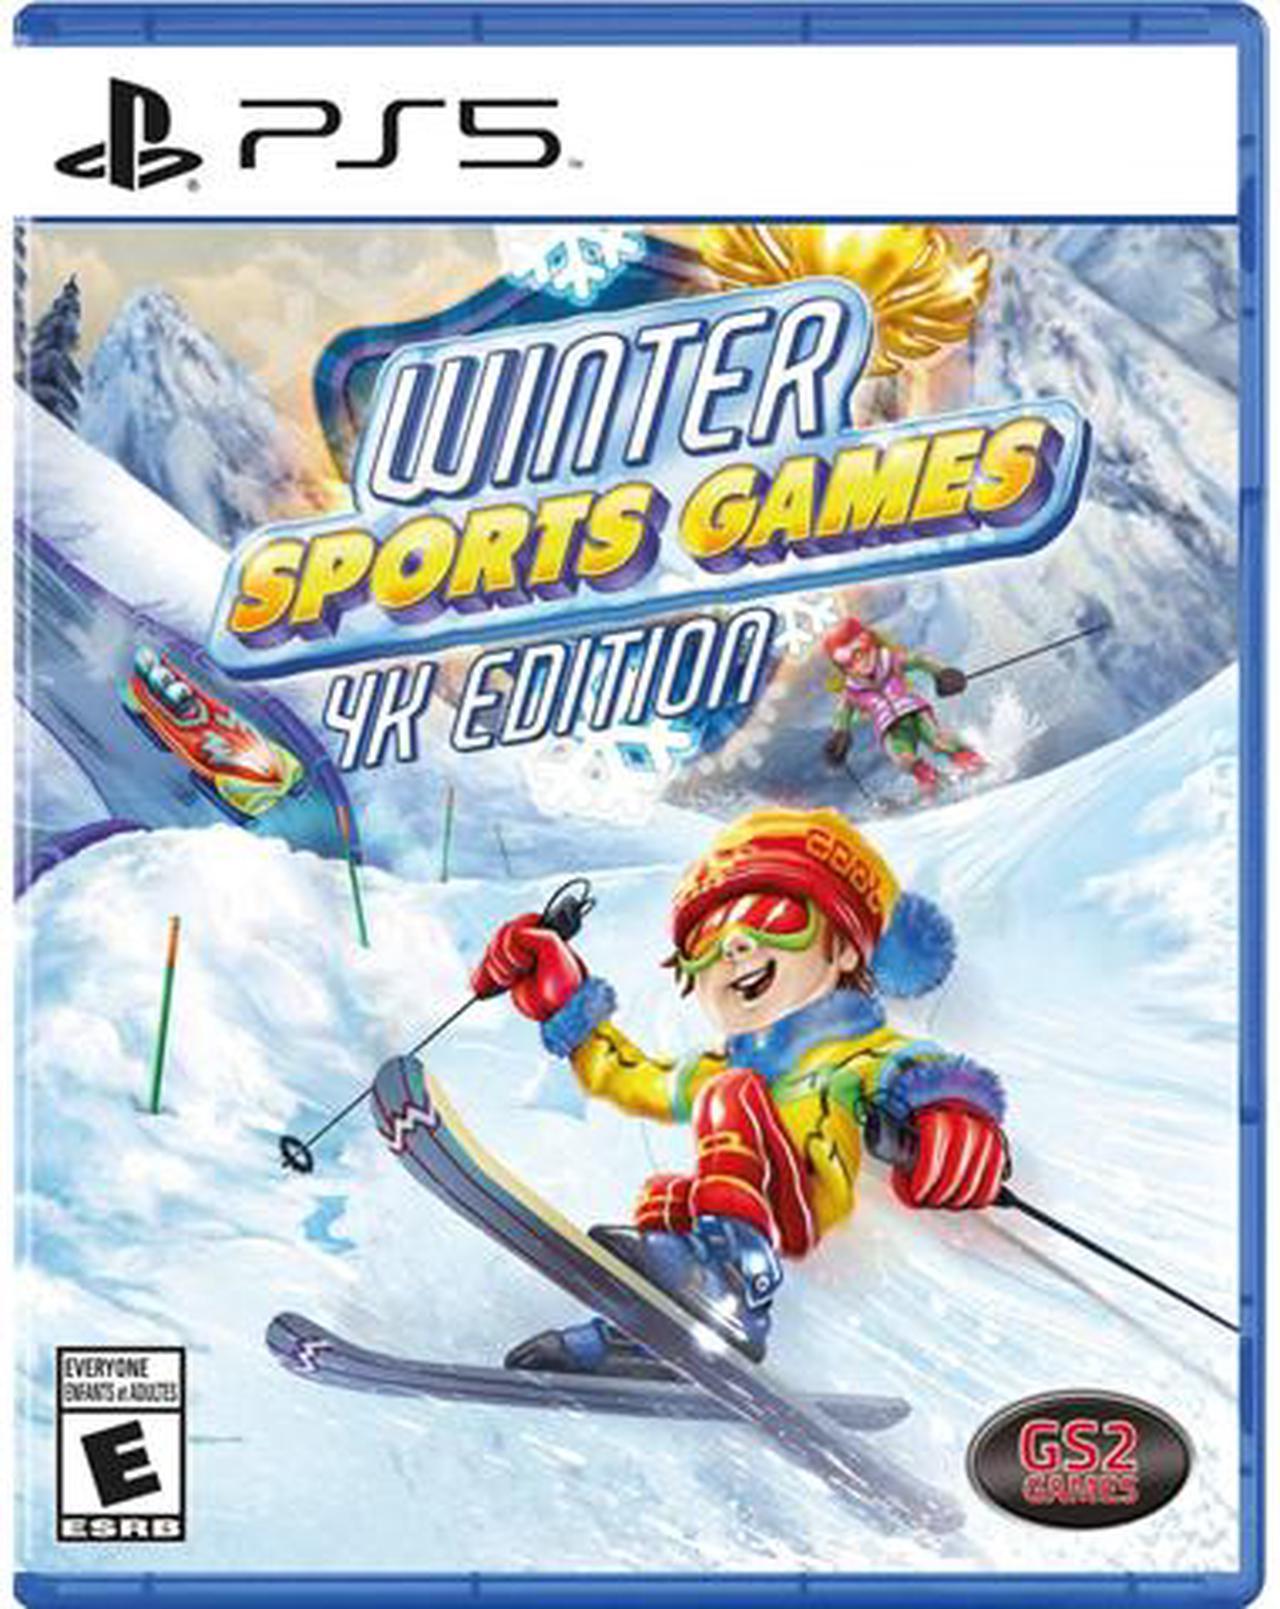 PS5
WINTER
SPORTS GAMES
4K EDITION
EVERYONE
ENFANTS et ADULTES
E
ESRB
GS2
GAMES